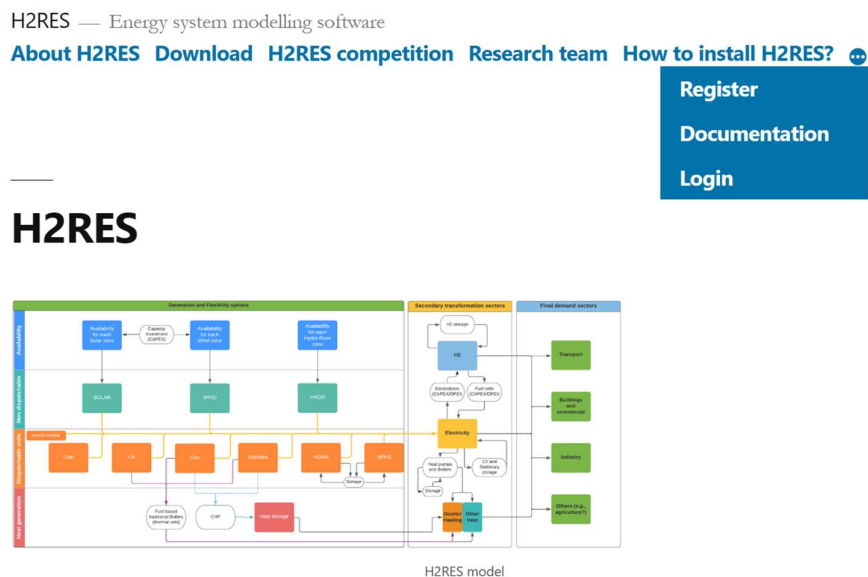 H2RES — Energy system modelling software
About H2RES Download H2RES competition Research team How to install H2RES?
Register
Documentation
Login
H2RES
Generation and Flexibility options
Secondary transformation sectors
Final demand sectors
Availability
Availability
for each
Solar zone
Capacity
Investment
(CAPEX)
Availability
for each
Wind zone
Availability
for each
Hydro-River
zone
H2 storage
H2
Transport
Non dispatchable
SOLAR
WIND
HROR
Electrolizers
(CAPEX/OPEX
Fuel cells
(CAPEX/OPEX
Buildings
and
commercial
Electricity
Dispatchable units
Coal
Oil
Gas
Biomass
HDAM
HPHS
Storage
Heat pumps
and Boilers
EV and
Stationary
storage
Storage
Industry
Heat generation
Fuel based
traditional Boilers
(thermal units)
CHP
Heat storage
District
Heating
Other
Heat
Others (e.g.,
agriculture?)
H2RES model